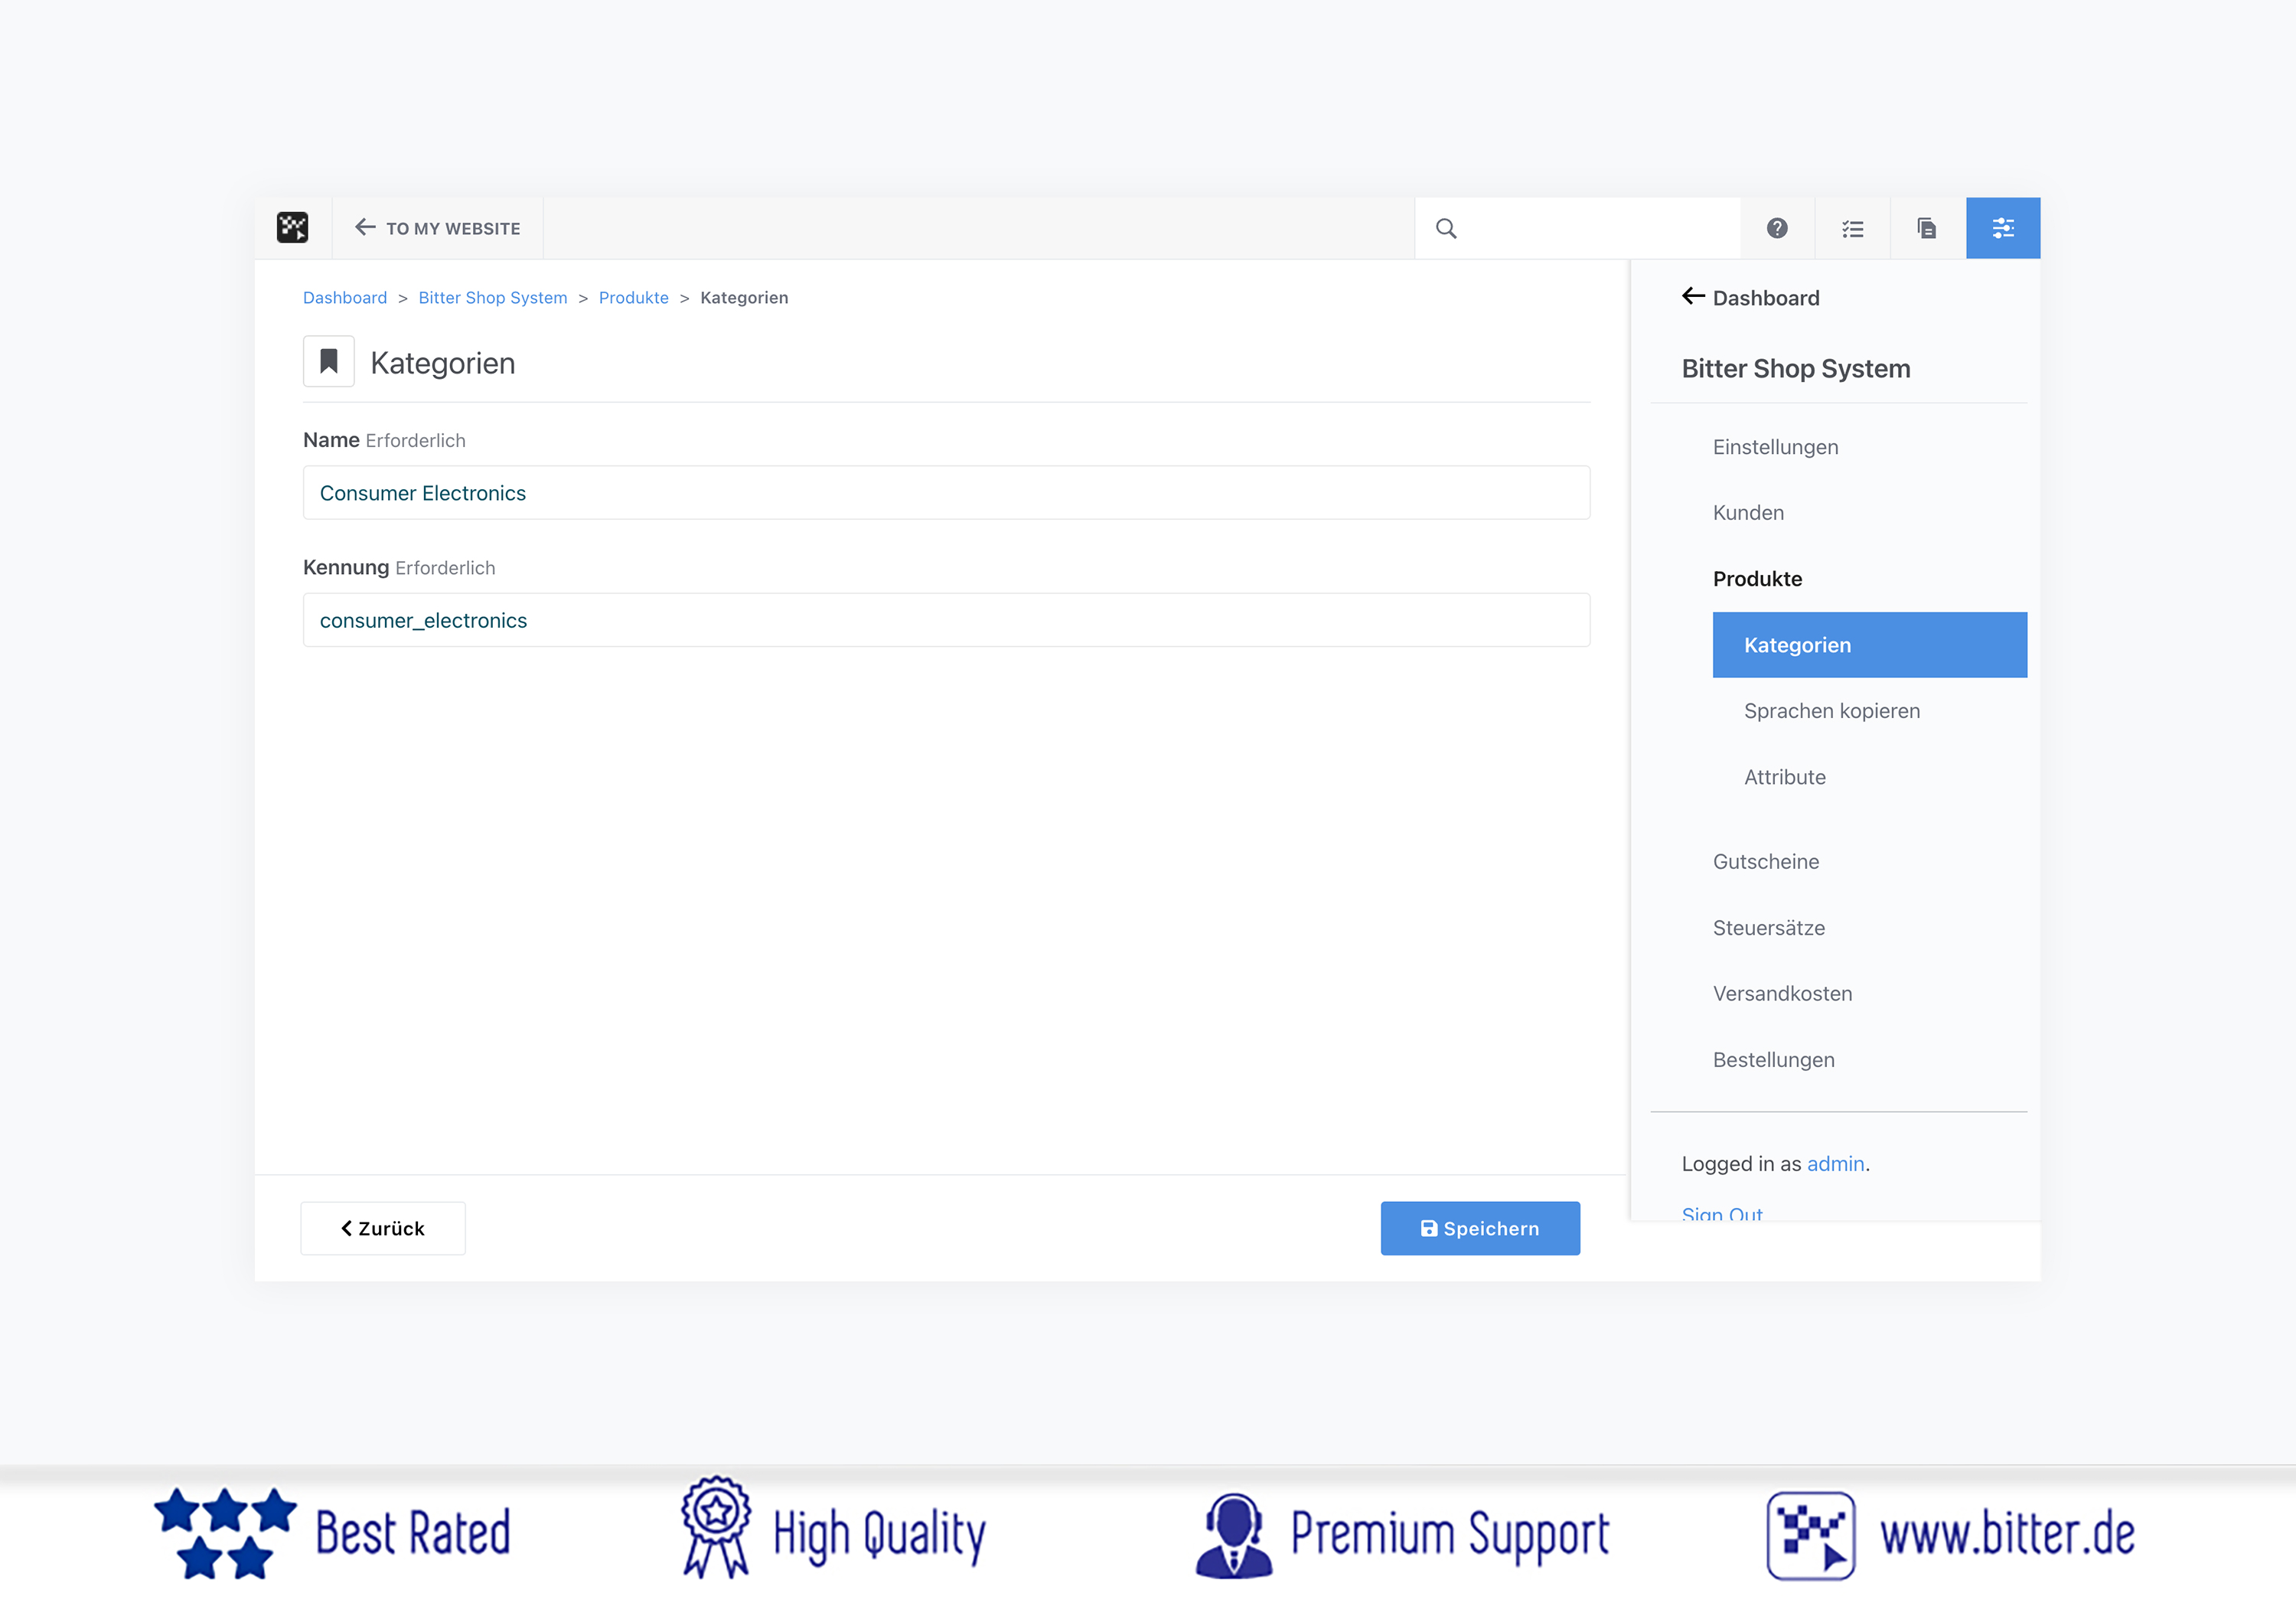 TO MY WEBSITE
Dashboard > Bitter Shop System > Produkte > Kategorien
Kategorien
Name Erforderlich
Consumer Electronics
Kennung Erforderlich
consumer_electronics
Zurück
Speichern
Dashboard
Bitter Shop System
Einstellungen
Kunden
Produkte
Kategorien
Sprachen kopieren
Attribute
Gutscheine
Steuersätze
Versandkosten
Bestellungen
Logged in as admin.
Sign Out
Best Rated
High Quality
Premium Support
www.bitter.de